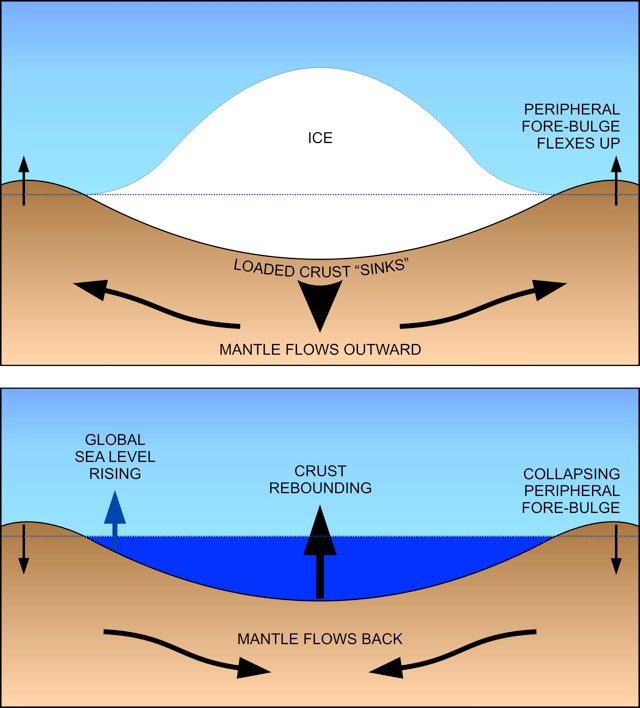 PERIPHERAL
FORE-BULGE
FLEXES UP
ICE
LOADED CRUST “SINKS”
MANTLE FLOWS OUTWARD
GLOBAL
SEA LEVEL
RISING
CRUST
REBOUNDING
COLLAPSING
PERIPHERAL
FORE-BULGE
MANTLE FLOWS BACK